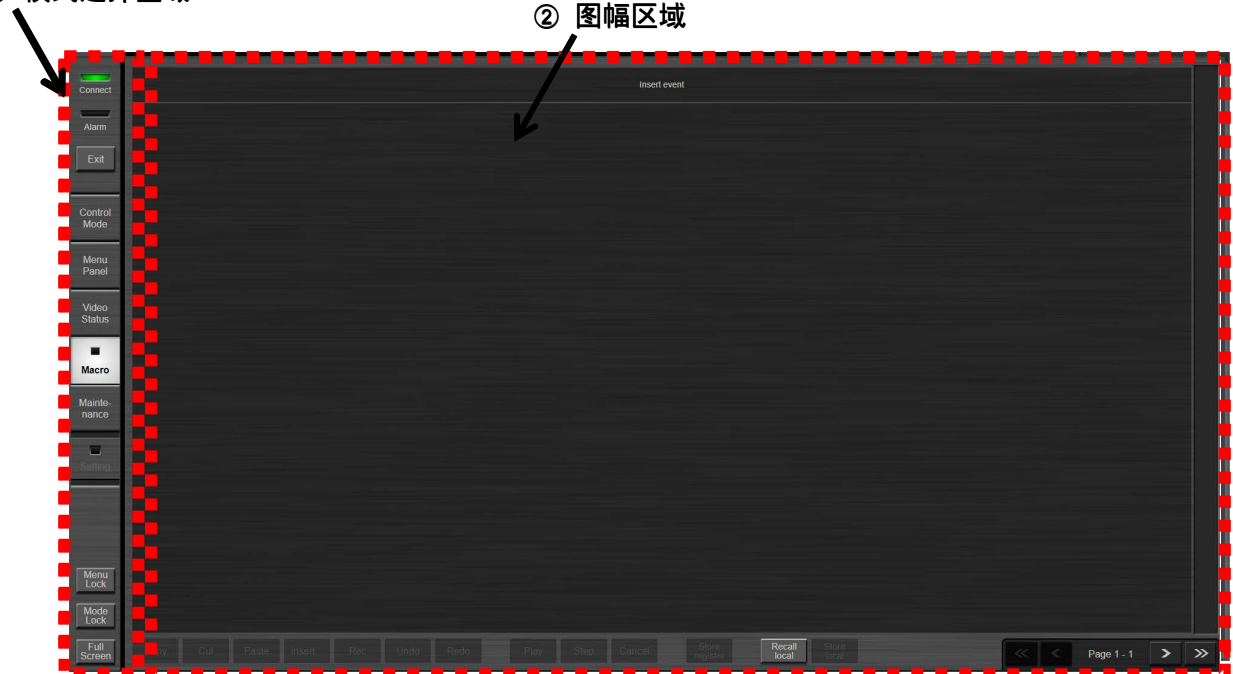 ② 图幅区域
Connect
Insert event
Alarm
Exit
Control
Mode
Menu
Panel
Video
Status
Macro
Mainte-
nance
Setting
Menu
Lock
Mode
Lock
Full
Screen
Cut
Paste
Insert
Rec
Undo
Redo
Play
Step
Cancel
Store
register
Recall
local
Store
local
Page 1 - 1